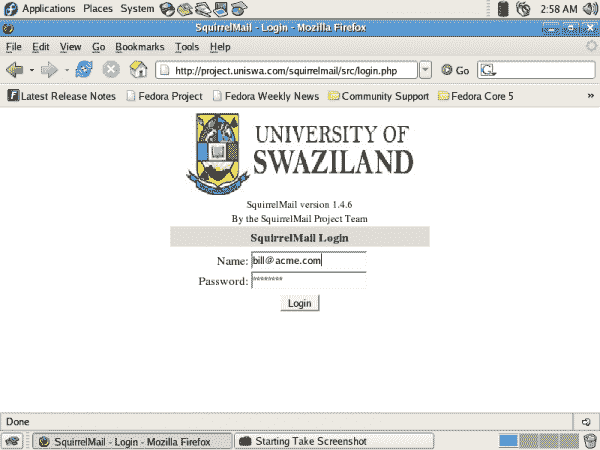 Applications Places System 2:58 AM
SquirrelMail - Login - Mozilla Firefox
File Edit View Go Bookmarks Tools Help
http://project.uniswa.com/squirrelmail/src/login.php Go
Latest Release Notes Fedora Project Fedora Weekly News Community Support Fedora Core 5 »
UNIVERSITY OF
SWAZILAND
SquirrelMail version 1.4.6
By the SquirrelMail Project Team
SquirrelMail Login
Name: bill@acme.com
Password: ********
Login
Done
SquirrelMail - Login - Mozilla Firefox Starting Take Screenshot